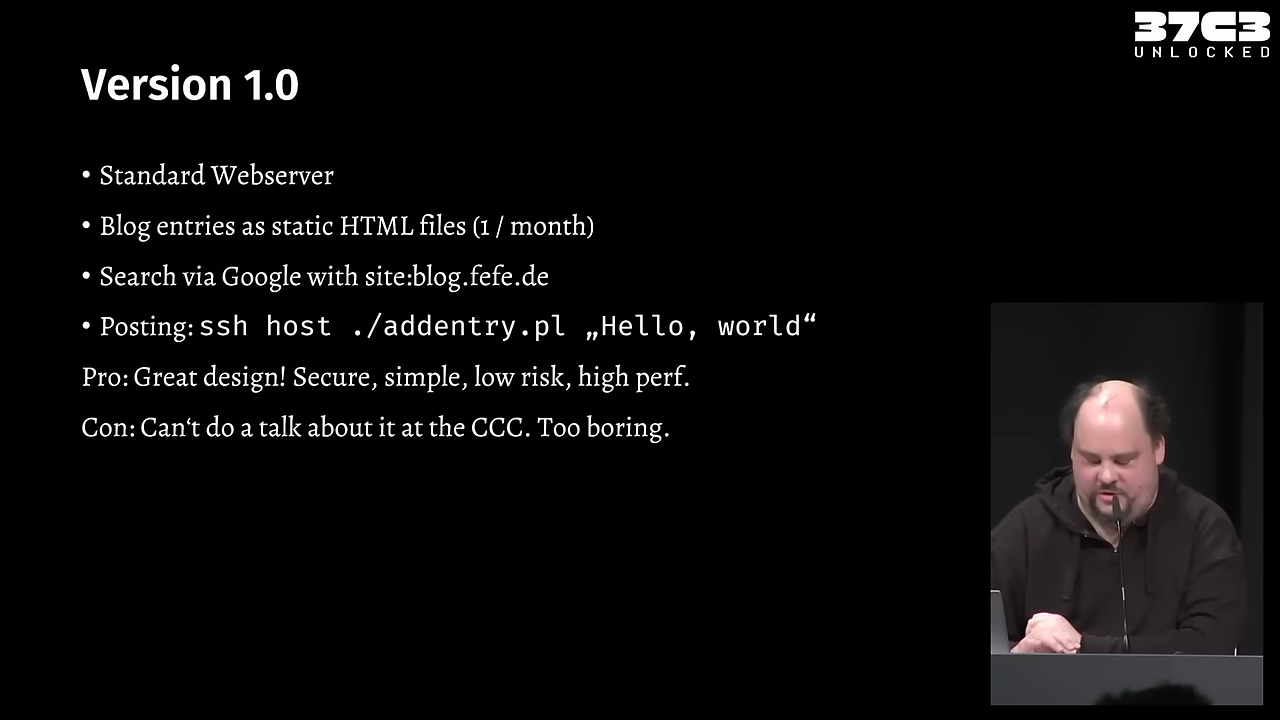 37C3
UNLOCKED
Version 1.0
• Standard Webserver
• Blog entries as static HTML files (1 / month)
• Search via Google with site:blog.fefe.de
• Posting: ssh host ./addentry.pl „Hello, world“
Pro: Great design! Secure, simple, low risk, high perf.
Con: Can‘t do a talk about it at the CCC. Too boring.